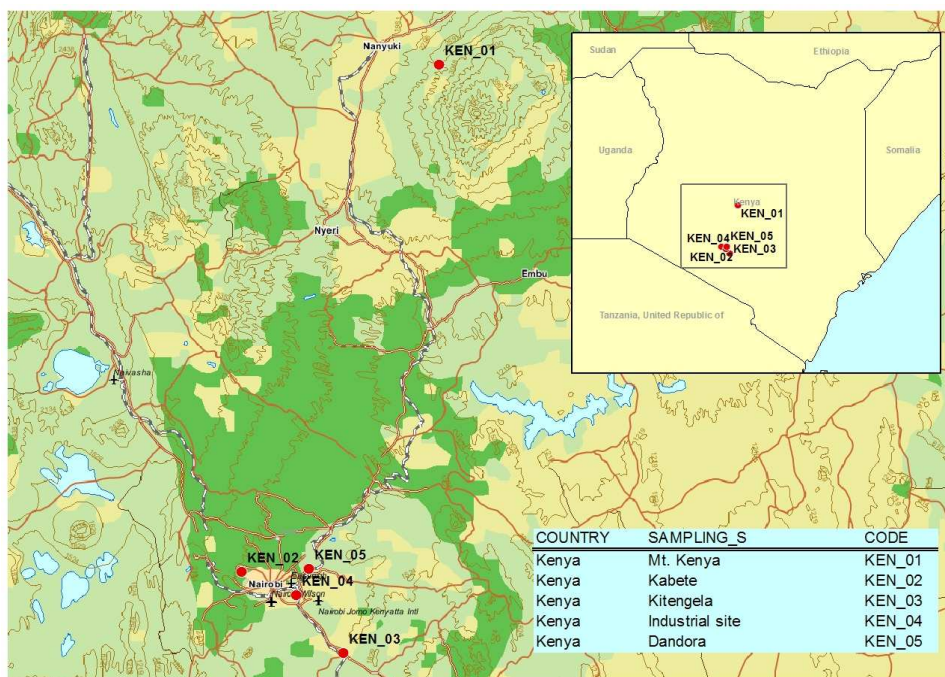 Nanyuki
KEN_01
Nyeri
Embu
Naivasha
KEN_02
KEN_05
KEN_04
Nairobi
Nairobi Wilson
Nairobi Jomo Kenyatta Intl
KEN_03
Sudan
Ethiopia
Uganda
Somalia
Kenya
KEN_01
KEN_04
KEN_05
KEN_03
KEN_02
Tanzania, United Republic of
COUNTRY SAMPLING_S CODE
Kenya Mt. Kenya KEN_01
Kenya Kabete KEN_02
Kenya Kitengela KEN_03
Kenya Industrial site KEN_04
Kenya Dandora KEN_05